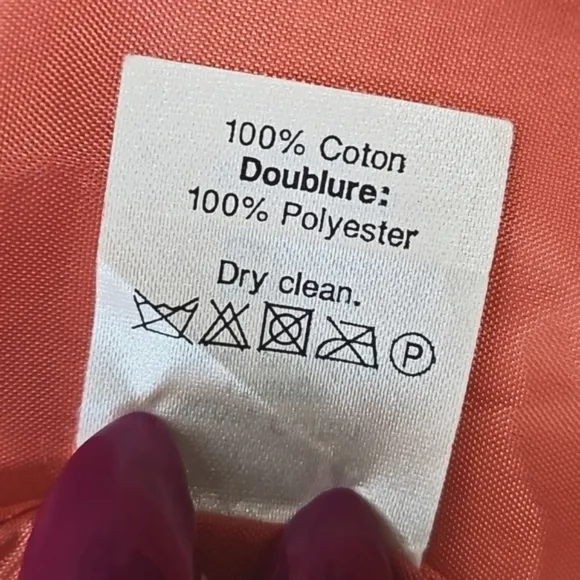 100% Coton
Doublure:
100% Polyester
Dry clean.
P